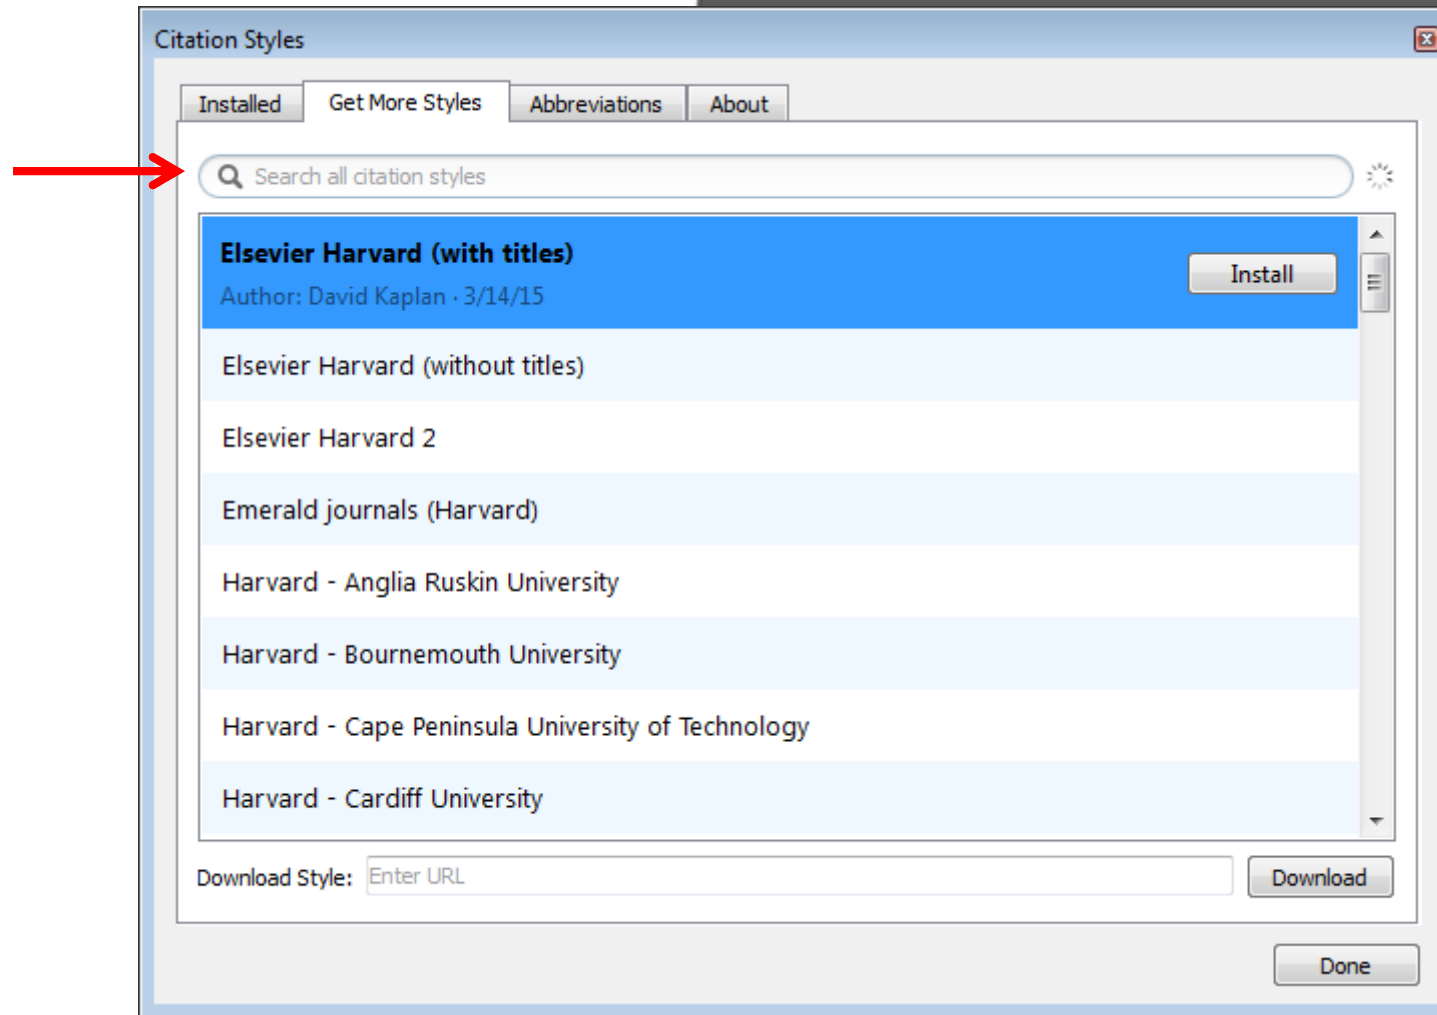 Citation Styles
Installed Get More Styles Abbreviations About
Search all citation styles
Elsevier Harvard (with titles)
Install
Author: David Kaplan · 3/14/15
Elsevier Harvard (without titles)
Elsevier Harvard 2
Emerald journals (Harvard)
Harvard - Anglia Ruskin University
Harvard - Bournemouth University
Harvard - Cape Peninsula University of Technology
Harvard - Cardiff University
Download Style: Enter URL Download
Done